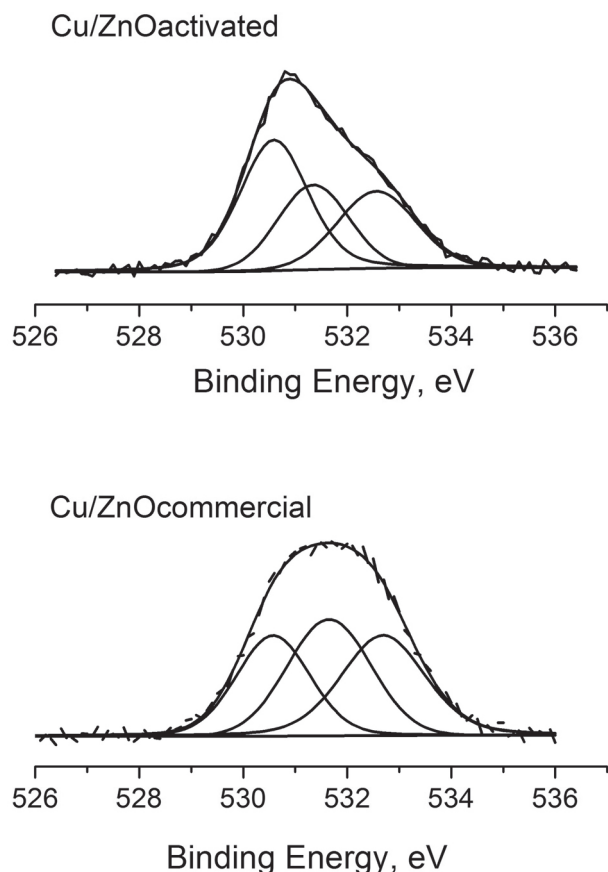 Cu/ZnOactivated
526 528 530 532 534 536
Binding Energy, eV
Cu/ZnOcommercial
526 528 530 532 534 536
Binding Energy, eV